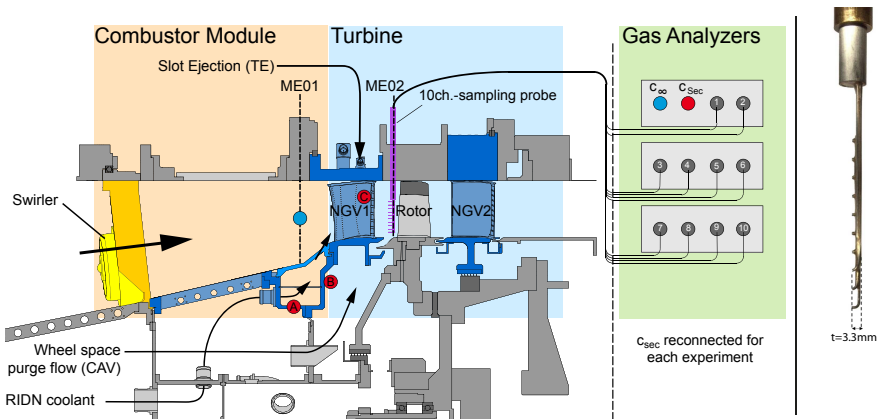 Combustor Module
Turbine
Gas Analyzers
Slot Ejection (TE)
ME01
ME02
10ch.-sampling probe
C∞
CSec
1
2
3
4
5
6
7
8
9
10
Swirler
NGV1
C
Rotor
NGV2
B
A
Wheel space
purge flow (CAV)
RIDN coolant
csec reconnected for
each experiment
t=3.3mm